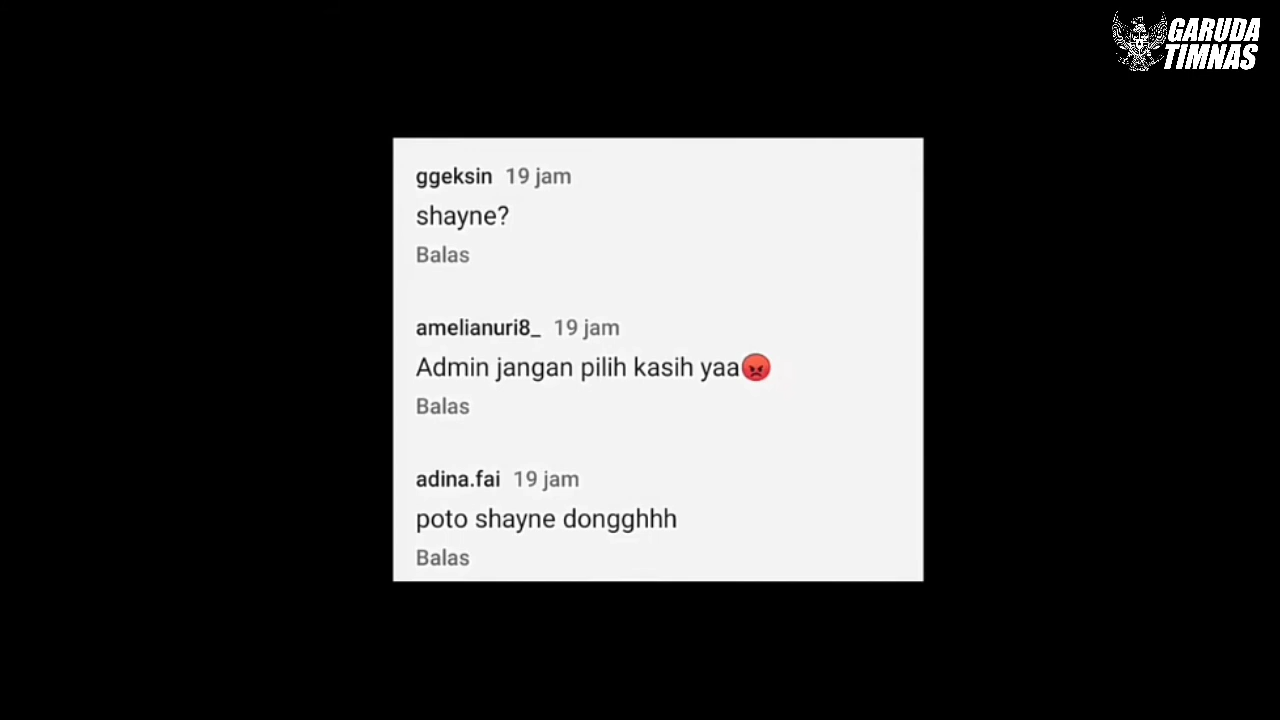 GARUDA
TIMNAS
ggeksin 19 jam
shayne?
Balas
amelianuri8_ 19 jam
Admin jangan pilih kasih yaa😡
Balas
adina.fai 19 jam
poto shayne dongghhh
Balas